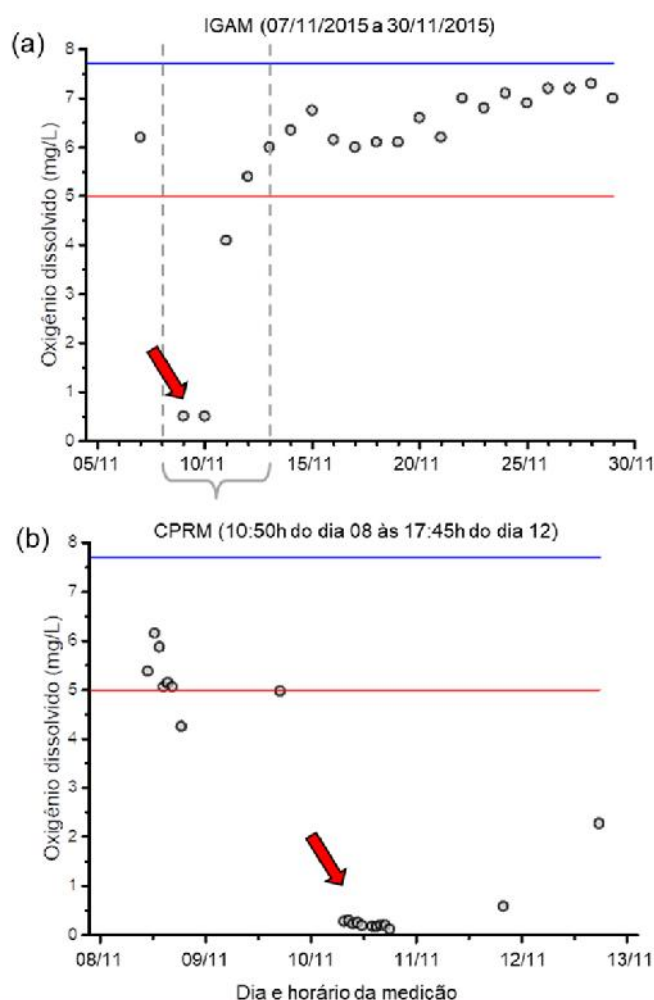 (a)
IGAM (07/11/2015 a 30/11/2015)
Oxigênio dissolvido (mg/L)
8
7
6
5
4
3
2
1
0
05/11 10/11 15/11 20/11 25/11 30/11
(b)
CPRM (10:50h do dia 08 às 17:45h do dia 12)
Oxigênio dissolvido (mg/L)
8
7
6
5
4
3
2
1
0
08/11 09/11 10/11 11/11 12/11 13/11
Dia e horário da medição